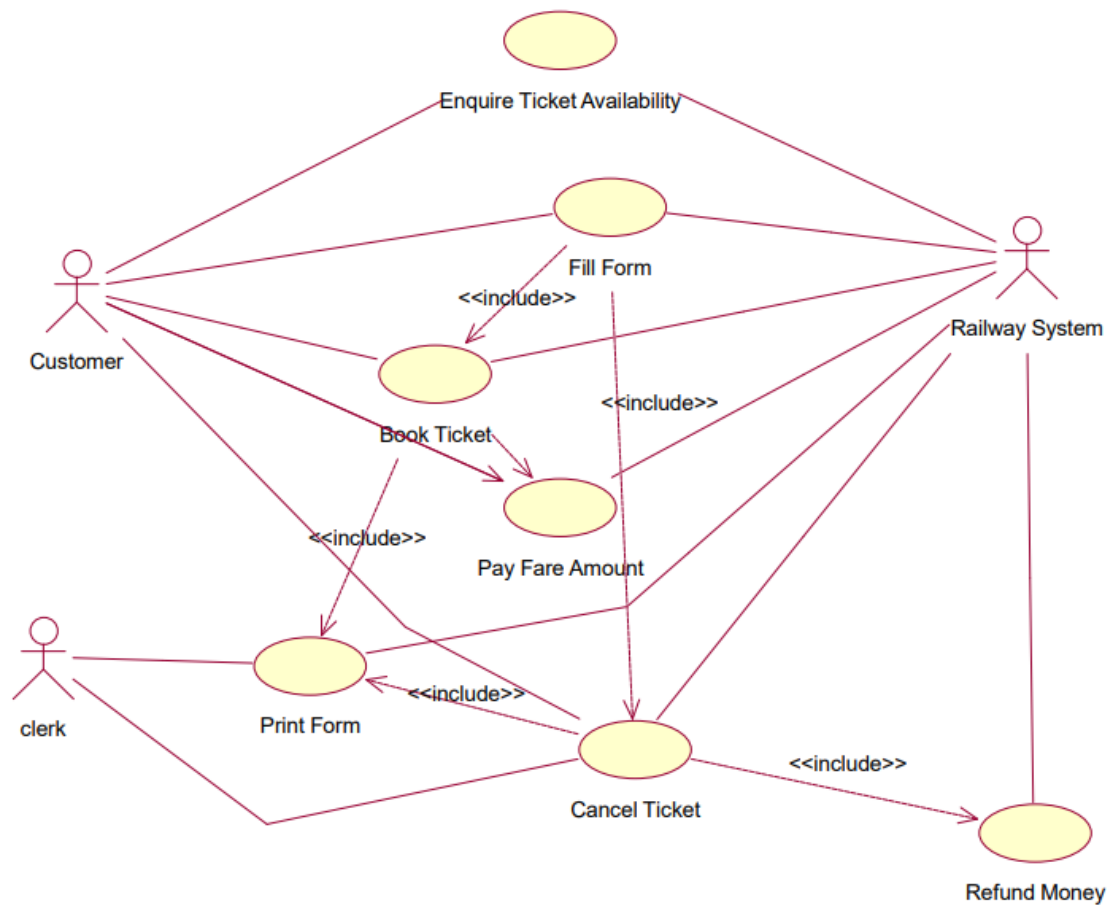 Enquire Ticket Availability
Fill Form
<<include>>
Railway System
Customer
<<include>>
Book Ticket
<<include>>
Pay Fare Amount
<<include>>
clerk
Print Form
<<include>>
Cancel Ticket
Refund Money